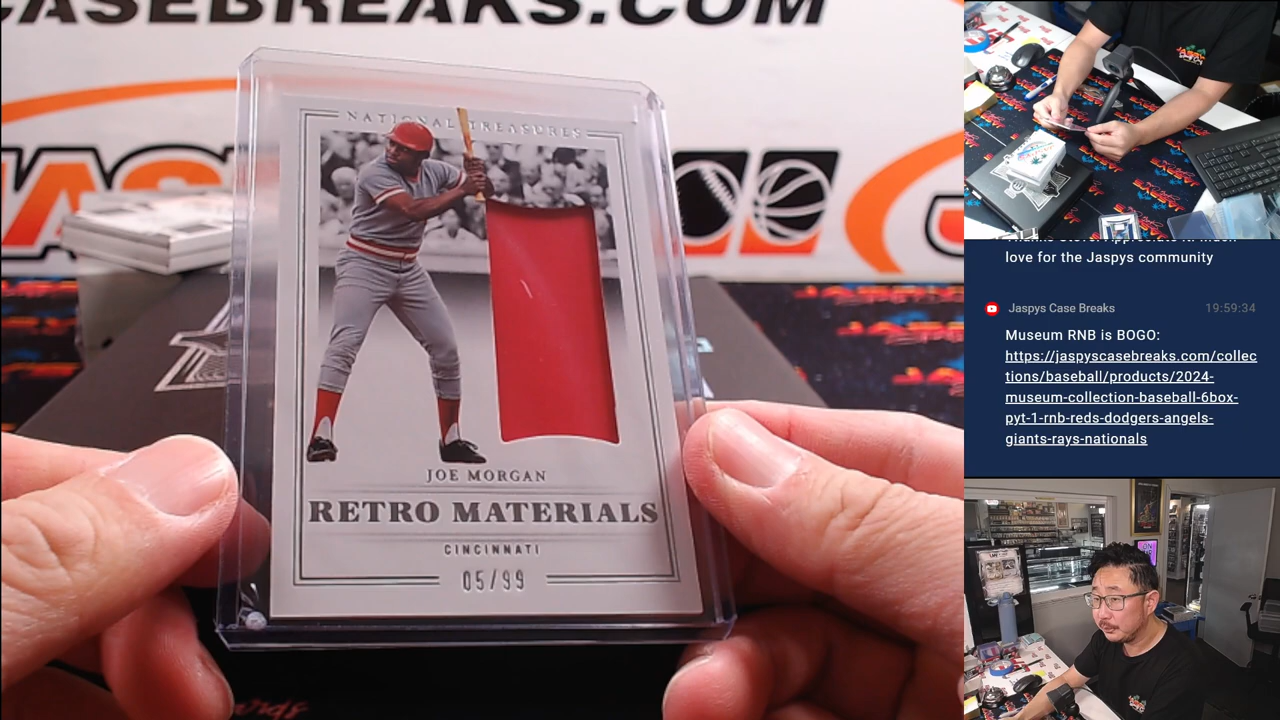 CASEBREAKS.COM
NATIONAL TREASURES
JOE MORGAN
RETRO MATERIALS
CINCINNATI
05/99
love for the Jaspys community
Jaspys Case Breaks 19:59:34
Museum RNB is BOGO:
https://jaspyscasebreaks.com/collec
tions/baseball/products/2024-
museum-collection-baseball-6box-
pyt-1-rnb-reds-dodgers-angels-
giants-rays-nationals